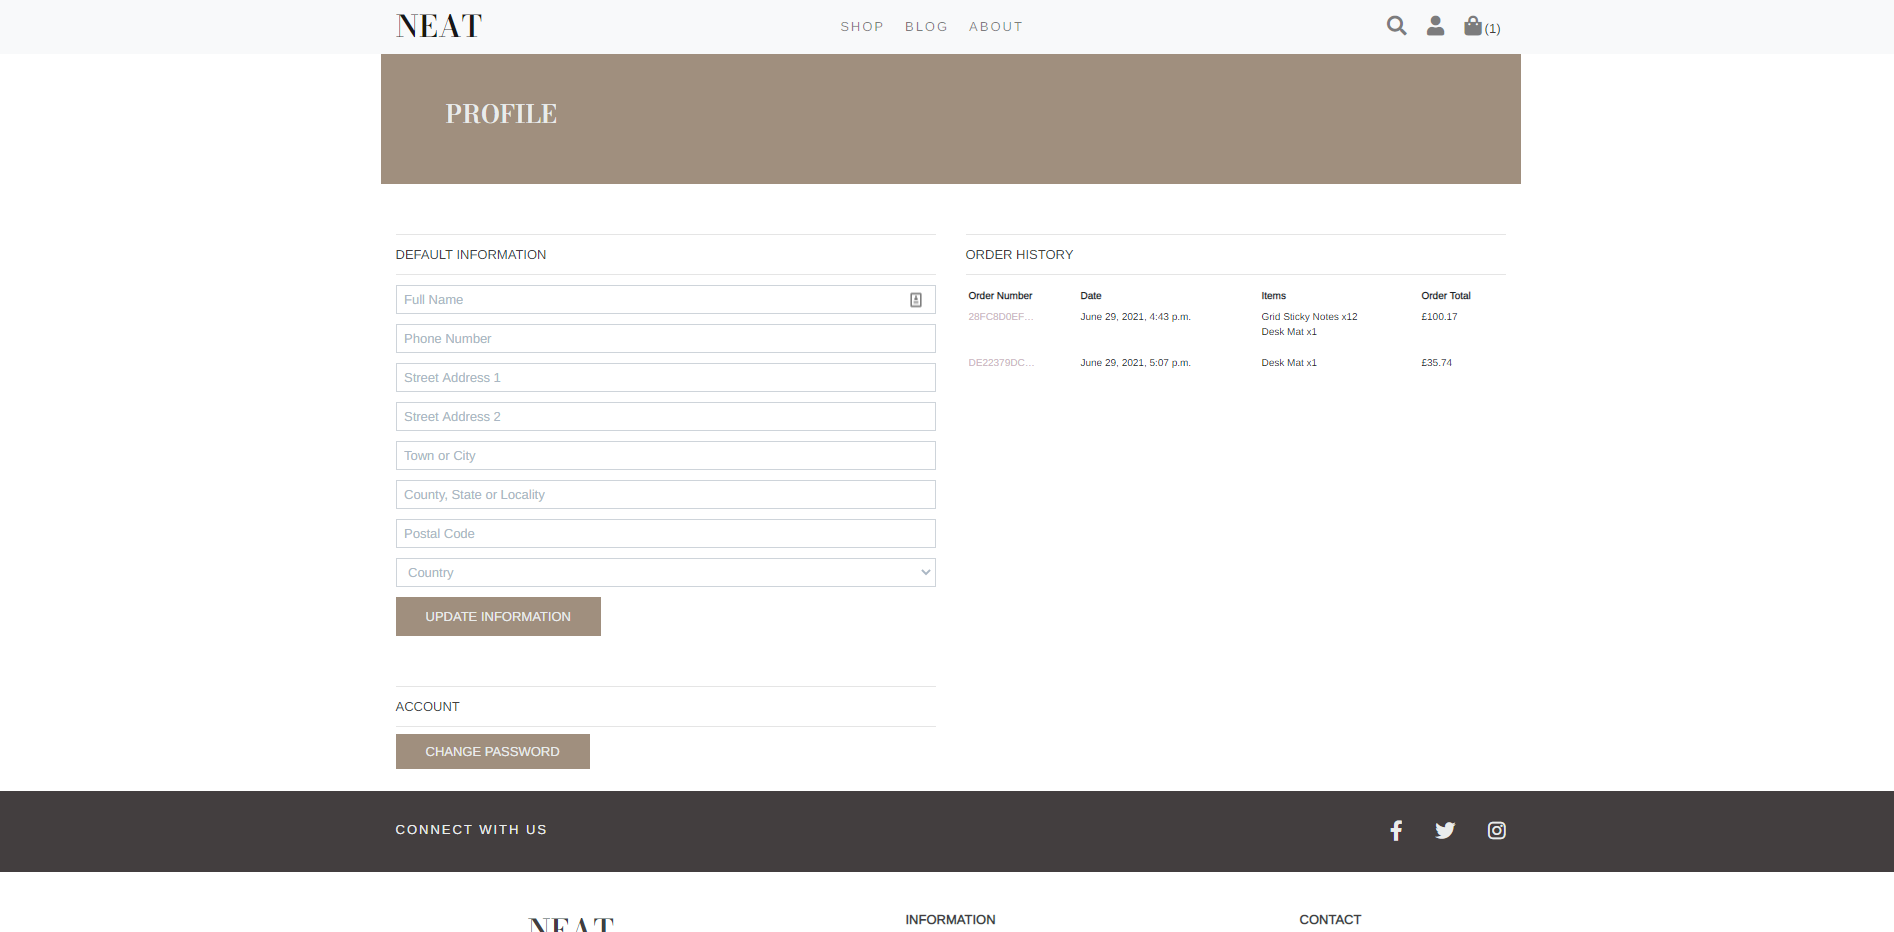 NEAT
SHOP BLOG ABOUT
(1)
PROFILE
DEFAULT INFORMATION
Full Name
Phone Number
Street Address 1
Street Address 2
Town or City
County, State or Locality
Postal Code
Country
UPDATE INFORMATION
ORDER HISTORY
Order Number Date Items Order Total
28FC8D0EF... June 29, 2021, 4:43 p.m. Grid Sticky Notes x12 £100.17
Desk Mat x1
DE22379DC... June 29, 2021, 5:07 p.m. Desk Mat x1 £35.74
ACCOUNT
CHANGE PASSWORD
CONNECT WITH US
NEAT
INFORMATION
CONTACT